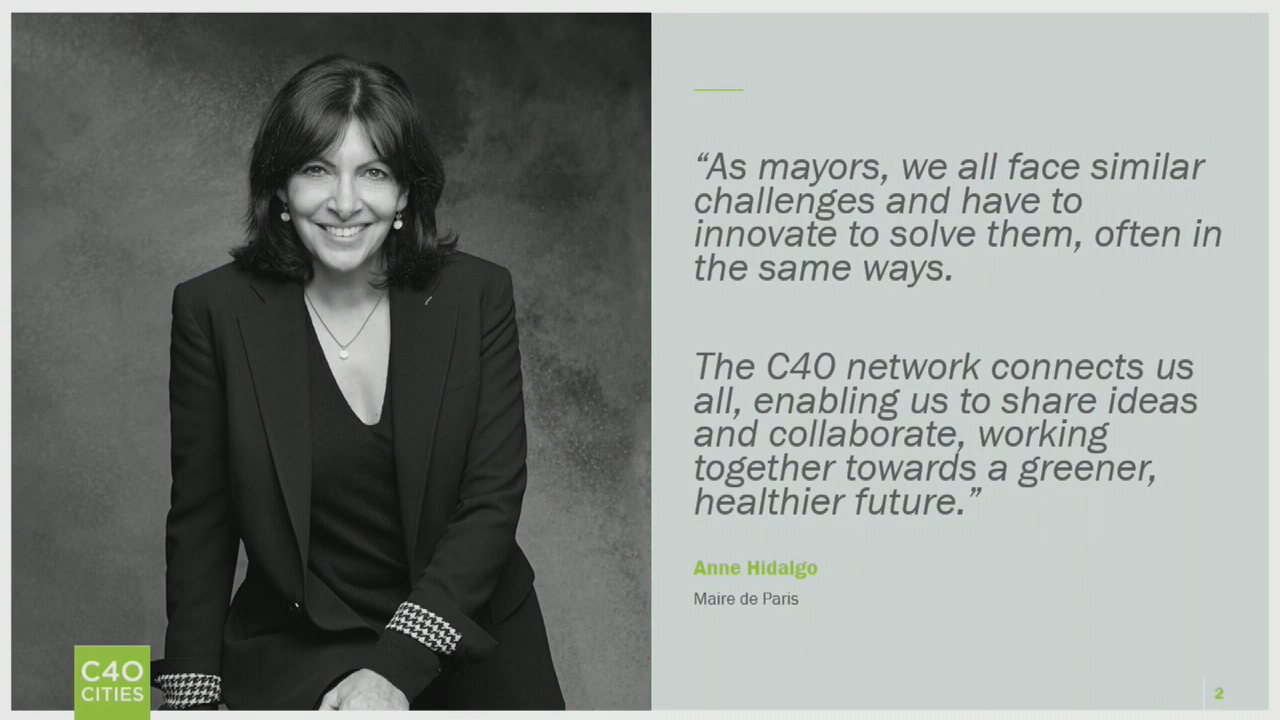 “As mayors, we all face similar
challenges and have to
innovate to solve them, often in
the same ways.
The C40 network connects us
all, enabling us to share ideas
and collaborate, working
together towards a greener,
healthier future.”
Anne Hidalgo
Maire de Paris
C40
CITIES
2